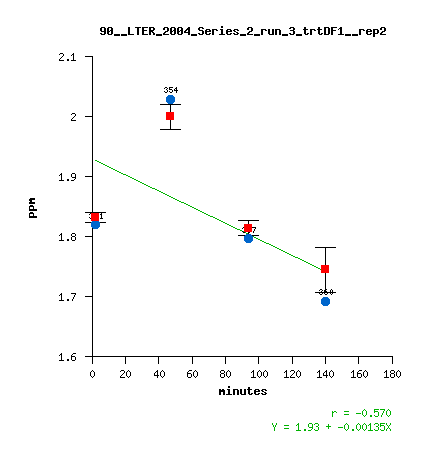 90__LTER_2004_Series_2_run_3_trtDF1__rep2
2.1
354
2
1.9
PPM
1.8
1.7
360
1.6
0 20 40 60 80 100 120 140 160 180
minutes
r = -0.570
Y = 1.93 + -0.00135X